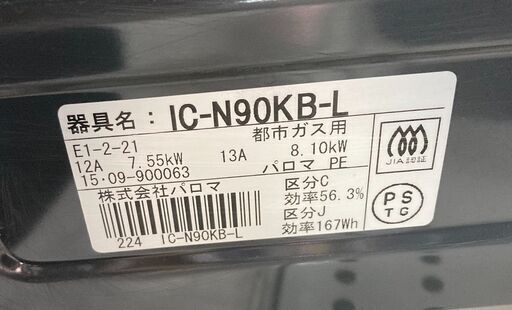 器具名：IC-N90KB-L
E1-2-21 都市ガス用
12A 7.55kW 13A 8.10kW
15.09-900063 パロマ PE
株式会社パロマ
区分C
効率56.3%
区分J
効率167Wh
224 IC-N90KB-L
JIA認証
PS
TG